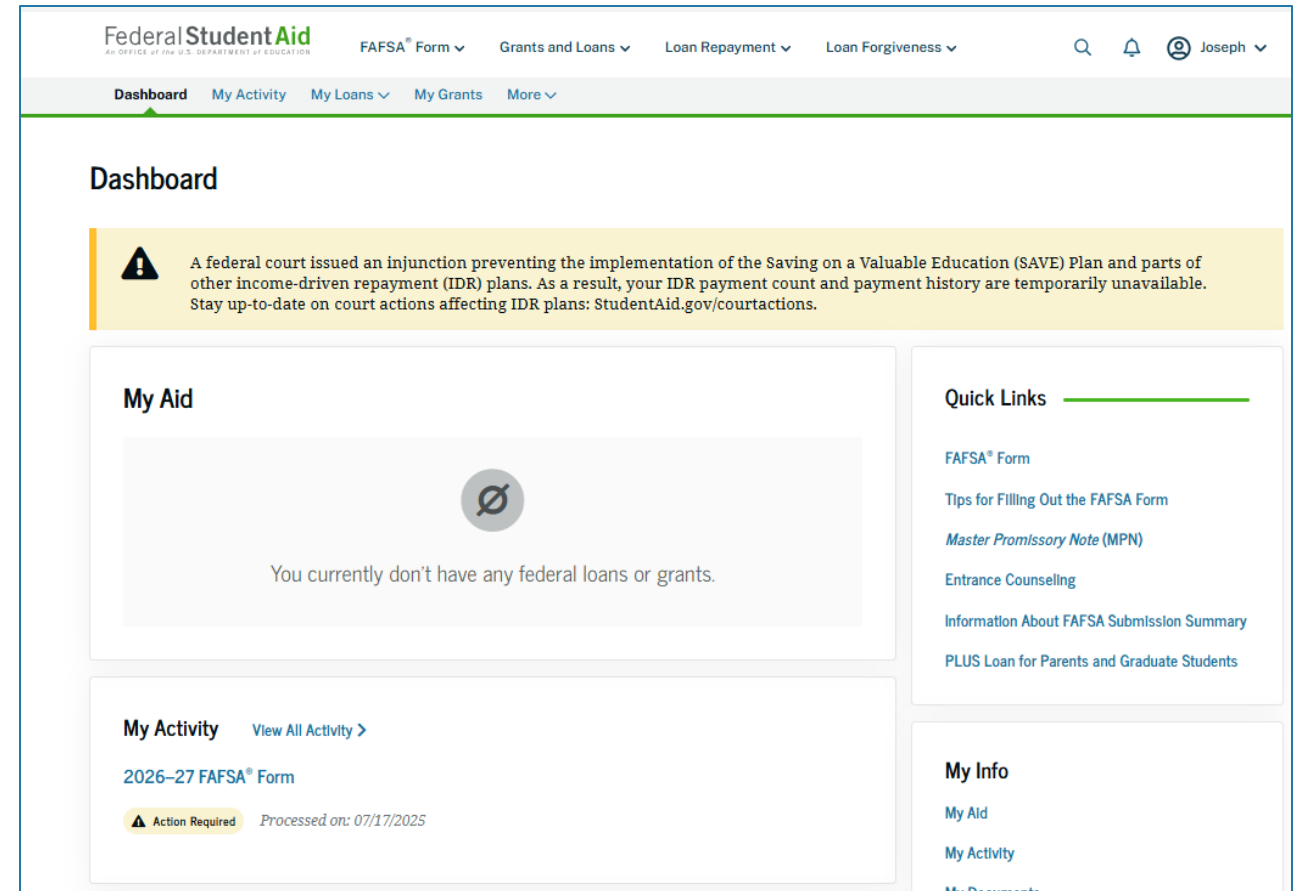 Federal Student Aid
An OFFICE of the U.S. DEPARTMENT of EDUCATION
FAFSA® Form
Grants and Loans
Loan Repayment
Loan Forgiveness
Joseph
Dashboard
My Activity
My Loans
My Grants
More
Dashboard
A federal court issued an injunction preventing the implementation of the Saving on a Valuable Education (SAVE) Plan and parts of
other income-driven repayment (IDR) plans. As a result, your IDR payment count and payment history are temporarily unavailable.
Stay up-to-date on court actions affecting IDR plans: StudentAid.gov/courtactions.
My Aid
You currently don't have any federal loans or grants.
My Activity
View All Activity
2026–27 FAFSA® Form
Action Required
Processed on: 07/17/2025
Quick Links
FAFSA® Form
Tips for Filling Out the FAFSA Form
Master Promissory Note (MPN)
Entrance Counseling
Information About FAFSA Submission Summary
PLUS Loan for Parents and Graduate Students
My Info
My Aid
My Activity